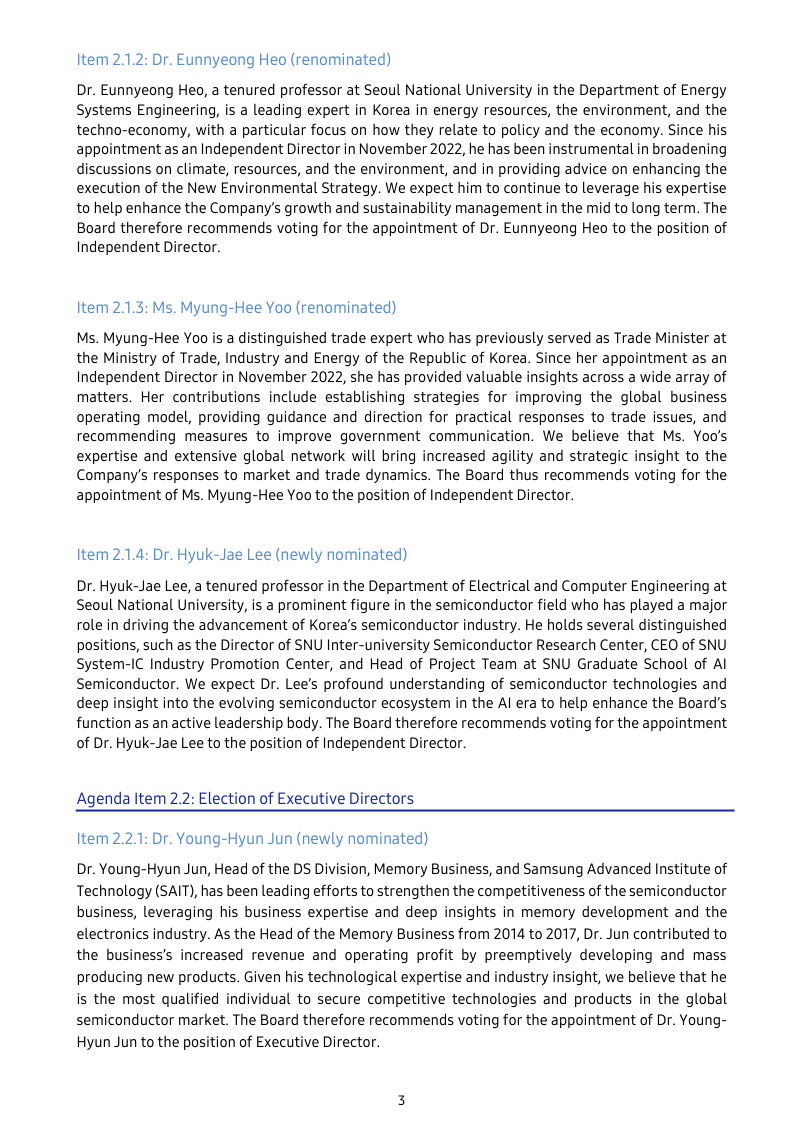 Item 2.1.2: Dr. Eunnyeong Heo (renominated)
Dr. Eunnyeong Heo, a tenured professor at Seoul National University in the Department of Energy
Systems Engineering, is a leading expert in Korea in energy resources, the environment, and the
techno-economy, with a particular focus on how they relate to policy and the economy. Since his
appointment as an Independent Director in November 2022, he has been instrumental in broadening
discussions on climate, resources, and the environment, and in providing advice on enhancing the
execution of the New Environmental Strategy. We expect him to continue to leverage his expertise
to help enhance the Company's growth and sustainability management in the mid to long term. The
Board therefore recommends voting for the appointment of Dr. Eunnyeong Heo to the position of
Independent Director.
Item 2.1.3: Ms. Myung-Hee Yoo (renominated)
Ms. Myung-Hee Yoo is a distinguished trade expert who has previously served as Trade Minister at
the Ministry of Trade, Industry and Energy of the Republic of Korea. Since her appointment as an
Independent Director in November 2022, she has provided valuable insights across a wide array of
matters. Her contributions include establishing strategies for improving the global business
operating model, providing guidance and direction for practical responses to trade issues, and
recommending measures to improve government communication. We believe that Ms. Yoo's
expertise and extensive global network will bring increased agility and strategic insight to the
Company's responses to market and trade dynamics. The Board thus recommends voting for the
appointment of Ms. Myung-Hee Yoo to the position of Independent Director.
Item 2.1.4: Dr. Hyuk-Jae Lee (newly nominated)
Dr. Hyuk-Jae Lee, a tenured professor in the Department of Electrical and Computer Engineering at
Seoul National University, is a prominent figure in the semiconductor field who has played a major
role in driving the advancement of Korea's semiconductor industry. He holds several distinguished
positions, such as the Director of SNU Inter-university Semiconductor Research Center, CEO of SNU
System-IC Industry Promotion Center, and Head of Project Team at SNU Graduate School of AI
Semiconductor. We expect Dr. Lee's profound understanding of semiconductor technologies and
deep insight into the evolving semiconductor ecosystem in the AI era to help enhance the Board's
function as an active leadership body. The Board therefore recommends voting for the appointment
of Dr. Hyuk-Jae Lee to the position of Independent Director.
Agenda Item 2.2: Election of Executive Directors
Item 2.2.1: Dr. Young-Hyun Jun (newly nominated)
Dr. Young-Hyun Jun, Head of the DS Division, Memory Business, and Samsung Advanced Institute of
Technology (SAIT), has been leading efforts to strengthen the competitiveness of the semiconductor
business, leveraging his business expertise and deep insights in memory development and the
electronics industry. As the Head of the Memory Business from 2014 to 2017, Dr. Jun contributed to
the business's increased revenue and operating profit by preemptively developing and mass
producing new products. Given his technological expertise and industry insight, we believe that he
is the most qualified individual to secure competitive technologies and products in the global
semiconductor market. The Board therefore recommends voting for the appointment of Dr. Young-
Hyun Jun to the position of Executive Director.
3